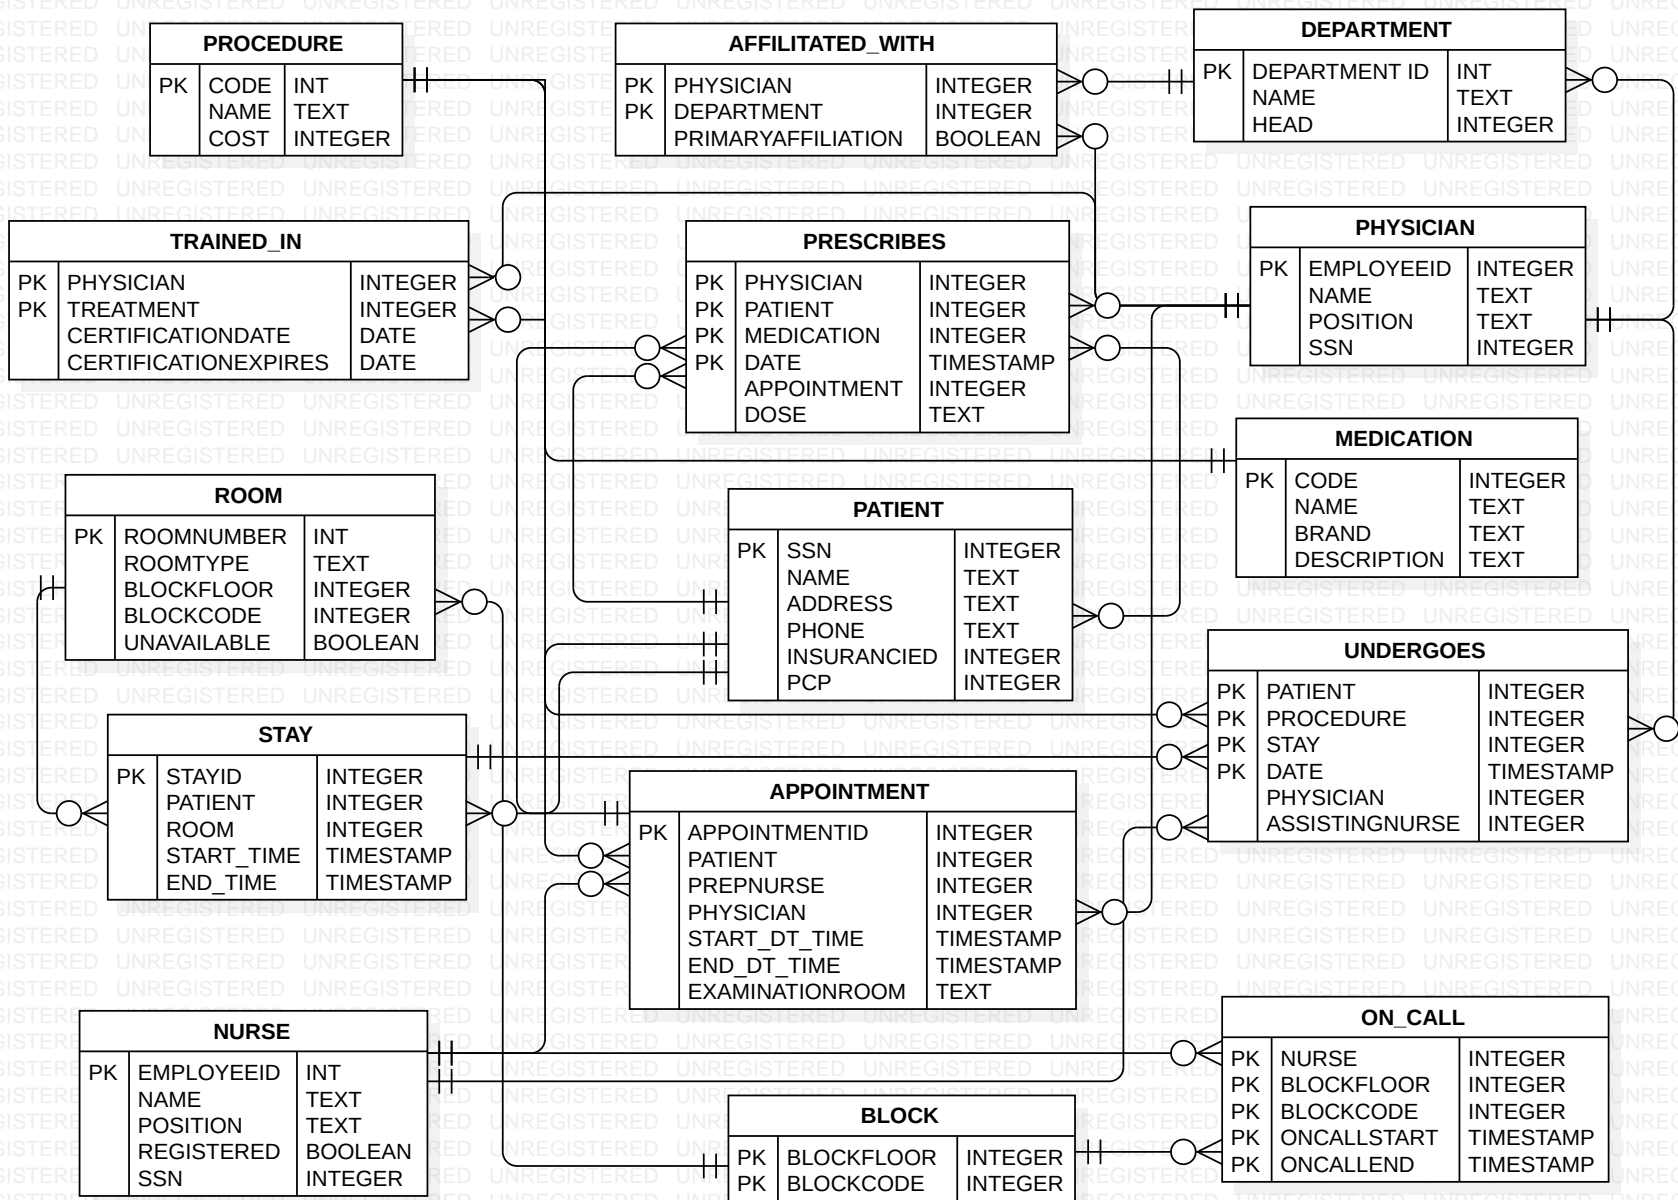 PROCEDURE
PK CODE INT
NAME TEXT
COST INTEGER
AFFILITATED_WITH
PK PHYSICIAN INTEGER
PK DEPARTMENT INTEGER
PRIMARYAFFILIATION BOOLEAN
DEPARTMENT
PK DEPARTMENT ID INT
NAME TEXT
HEAD INTEGER
TRAINED_IN
PK PHYSICIAN INTEGER
PK TREATMENT INTEGER
CERTIFICATIONDATE DATE
CERTIFICATIONEXPIRES DATE
PRESCRIBES
PK PHYSICIAN INTEGER
PK PATIENT INTEGER
PK MEDICATION INTEGER
PK DATE TIMESTAMP
APPOINTMENT INTEGER
DOSE TEXT
PHYSICIAN
PK EMPLOYEEID INTEGER
NAME TEXT
POSITION TEXT
SSN INTEGER
MEDICATION
PK CODE INTEGER
NAME TEXT
BRAND TEXT
DESCRIPTION TEXT
ROOM
PK ROOMNUMBER INT
ROOMTYPE TEXT
BLOCKFLOOR INTEGER
BLOCKCODE INTEGER
UNAVAILABLE BOOLEAN
PATIENT
PK SSN INTEGER
NAME TEXT
ADDRESS TEXT
PHONE TEXT
INSURANCIED INTEGER
PCP INTEGER
UNDERGOES
PK PATIENT INTEGER
PK PROCEDURE INTEGER
PK STAY INTEGER
PK DATE TIMESTAMP
PHYSICIAN INTEGER
ASSISTINGNURSE INTEGER
STAY
PK STAYID INTEGER
PATIENT INTEGER
ROOM INTEGER
START_TIME TIMESTAMP
END_TIME TIMESTAMP
APPOINTMENT
PK APPOINTMENTID INTEGER
PATIENT INTEGER
PREPNURSE INTEGER
PHYSICIAN INTEGER
START_DT_TIME TIMESTAMP
END_DT_TIME TIMESTAMP
EXAMINATIONROOM TEXT
NURSE
PK EMPLOYEEID INT
NAME TEXT
POSITION TEXT
REGISTERED BOOLEAN
SSN INTEGER
ON_CALL
PK NURSE INTEGER
PK BLOCKFLOOR INTEGER
PK BLOCKCODE INTEGER
PK ONCALLSTART TIMESTAMP
PK ONCALLEND TIMESTAMP
BLOCK
PK BLOCKFLOOR INTEGER
PK BLOCKCODE INTEGER